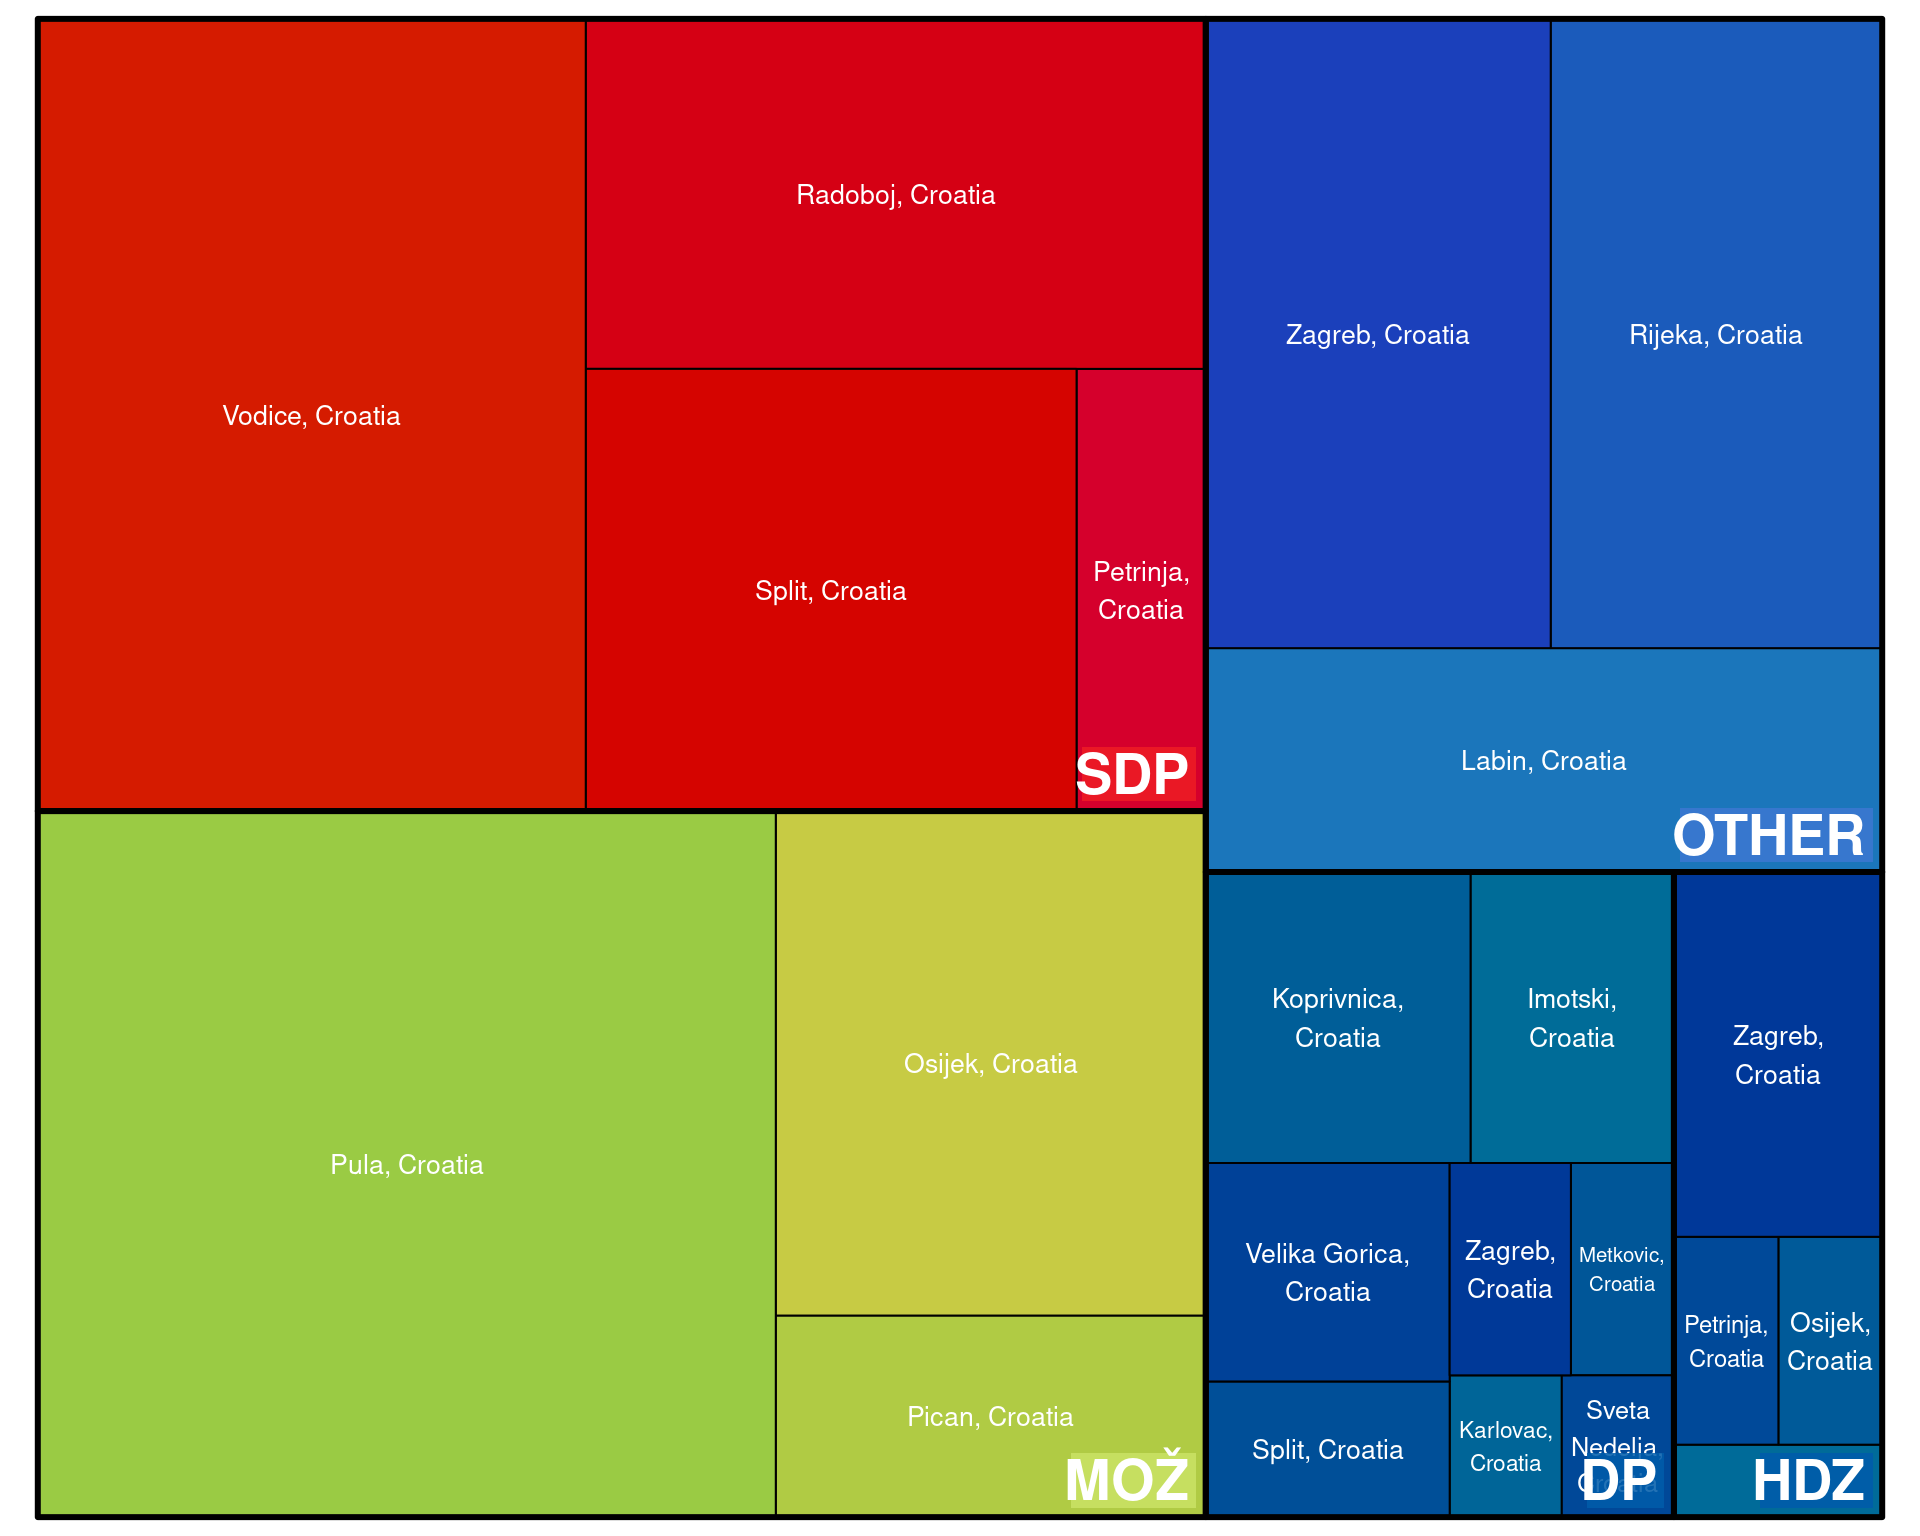 Vodice, Croatia
Radoboj, Croatia
Split, Croatia
Petrinja,
Croatia
SDP
Zagreb, Croatia
Rijeka, Croatia
Labin, Croatia
OTHER
Pula, Croatia
Osijek, Croatia
Pican, Croatia
MOŽ
Koprivnica,
Croatia
Imotski,
Croatia
Velika Gorica,
Croatia
Zagreb,
Croatia
Metkovic,
Croatia
Split, Croatia
Karlovac,
Croatia
Sveta
Nedelja,
Croatia
DP
Zagreb,
Croatia
Petrinja,
Croatia
Osijek,
Croatia
HDZ